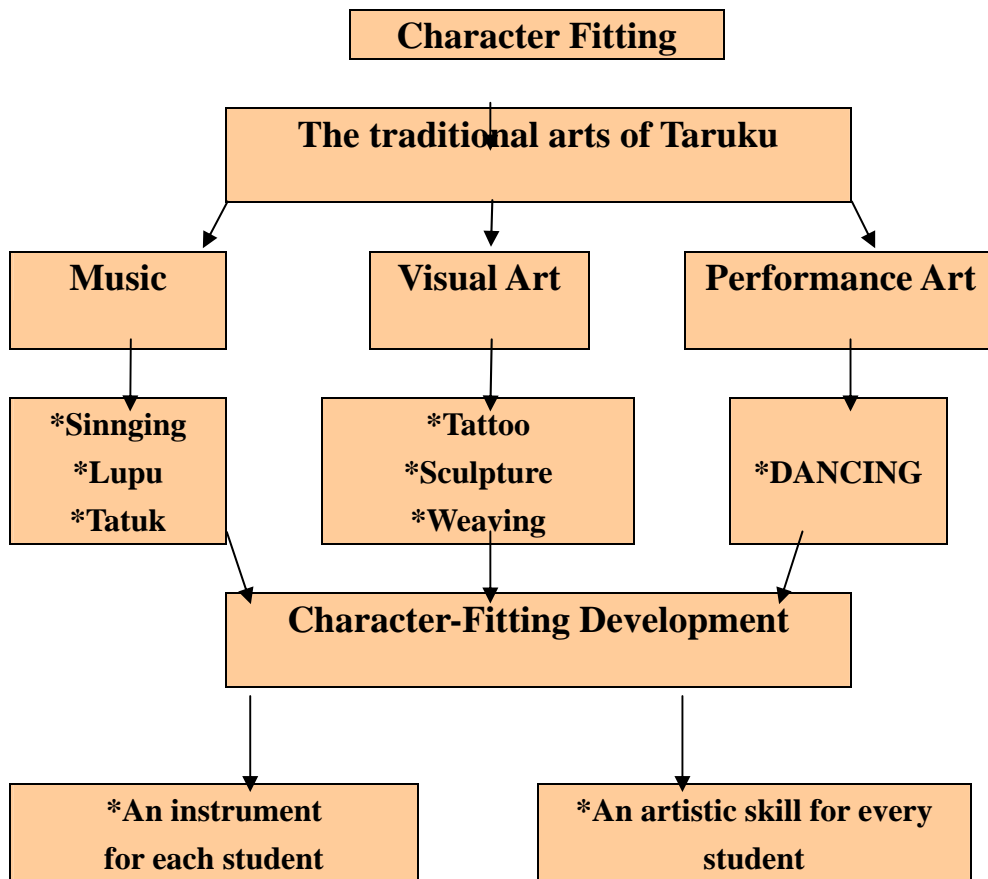 Character Fitting
The traditional arts of Taruku
Music
Visual Art
Performance Art
*Sinnging
*Lupu
*Tatuk
*Tattoo
*Sculpture
*Weaving
*DANCING
Character-Fitting Development
*An instrument
for each student
*An artistic skill for every
student